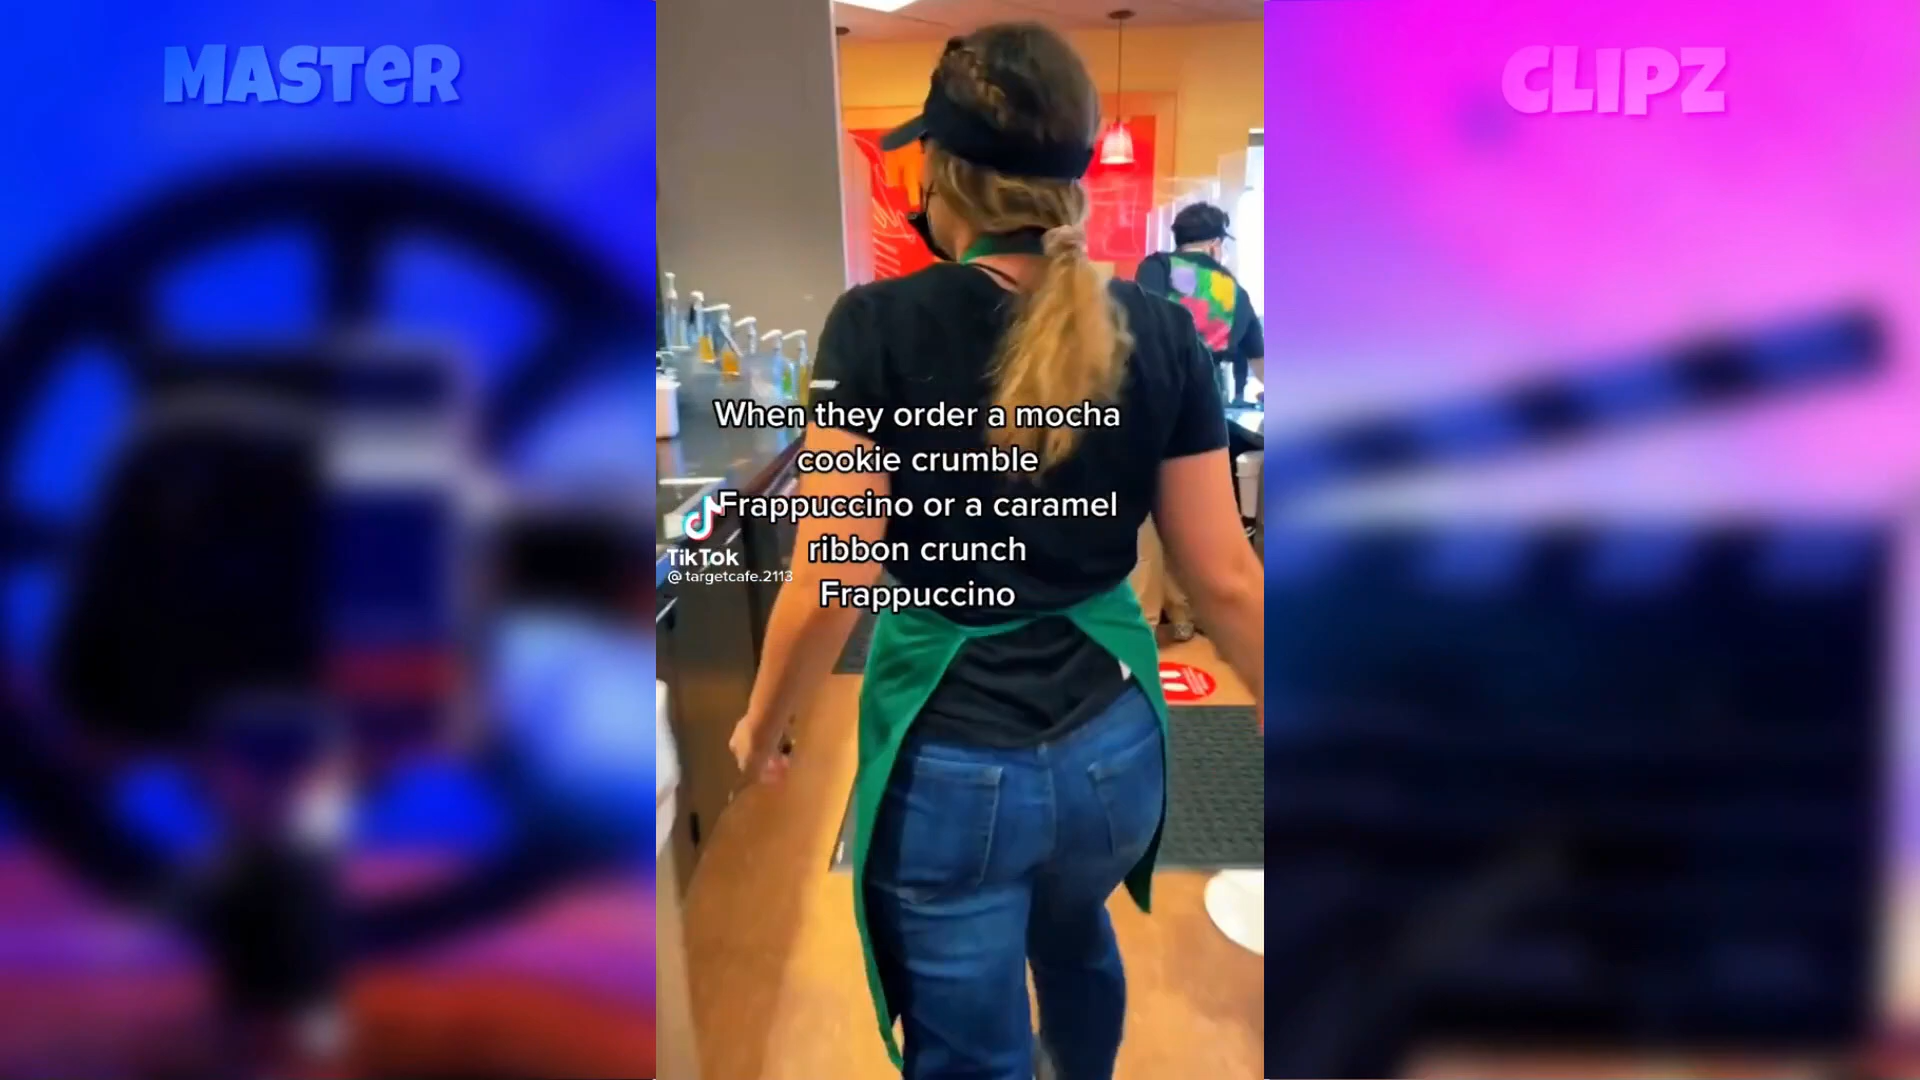 MASTER
CLIPZ
When they order a mocha
cookie crumble
Frappuccino or a caramel
ribbon crunch
Frappuccino
TikTok
@targetcafe.2113